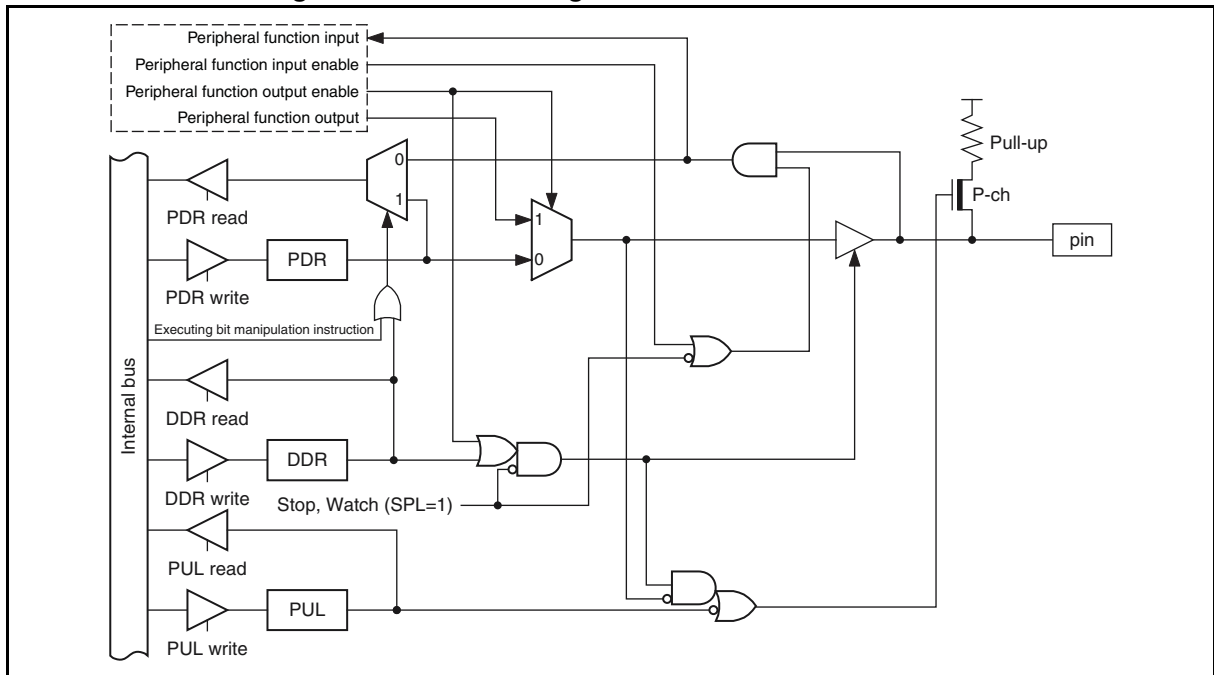 Peripheral function input
Peripheral function input enable
Peripheral function output enable
Peripheral function output
Pull-up
0
P-ch
1
PDR read
1
pin
PDR
0
PDR write
Executing bit manipulation instruction
Internal bus
DDR read
DDR
DDR write
Stop, Watch (SPL=1)
PUL read
PUL
PUL write